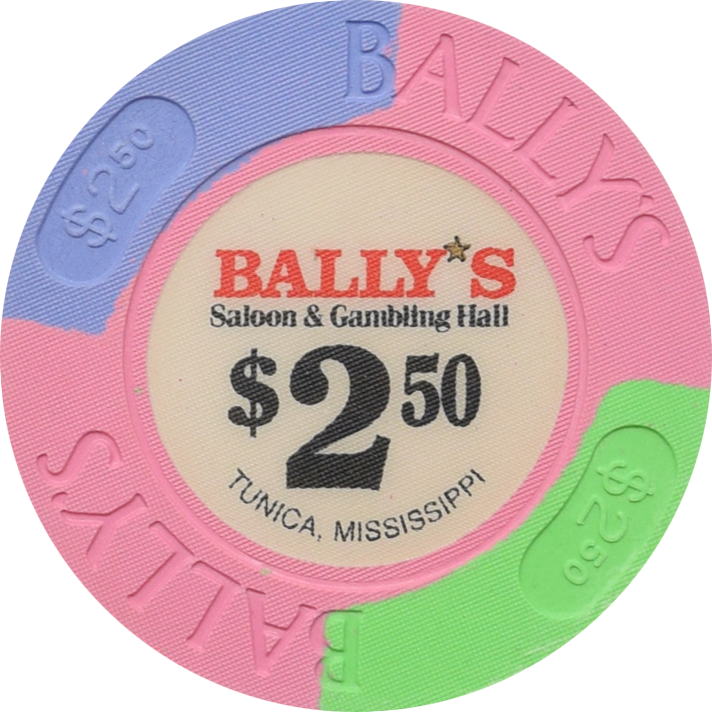 BALLY'S
$2.50
BALLY'S
Saloon & Gambling Hall
$2.50
TUNICA, MISSISSIPPI
$2.50
BALLY'S